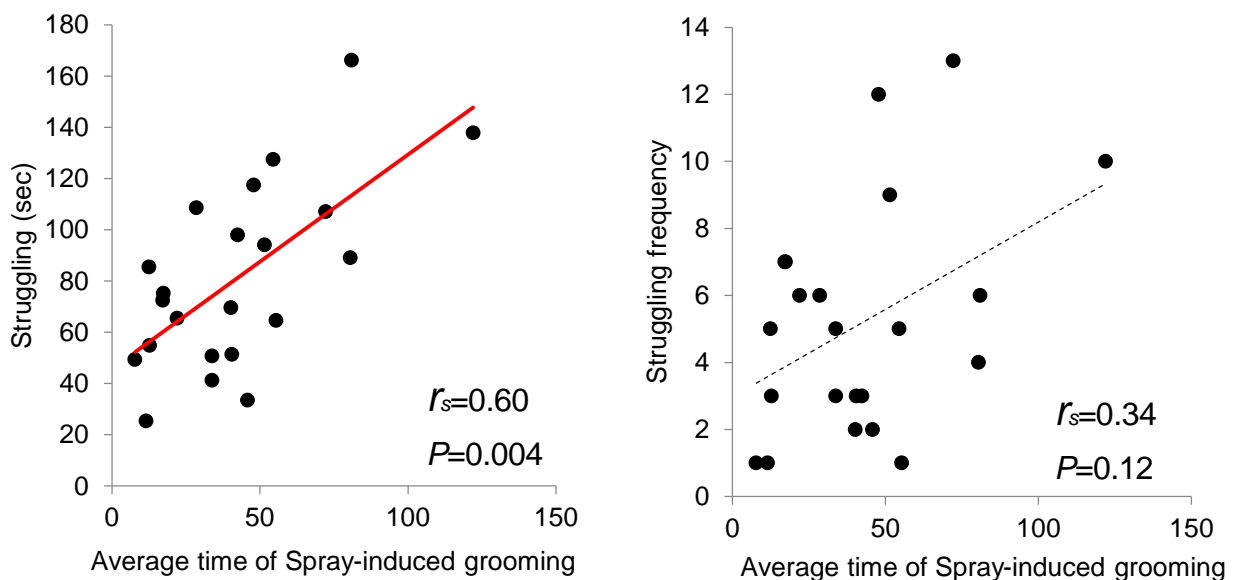 180
160
140
120
100
80
60
40
20
0
Struggling (sec)
rs=0.60
P=0.004
0 50 100 150
Average time of Spray-induced grooming
14
12
10
8
6
4
2
0
Struggling frequency
rs=0.34
P=0.12
0 50 100 150
Average time of Spray-induced grooming